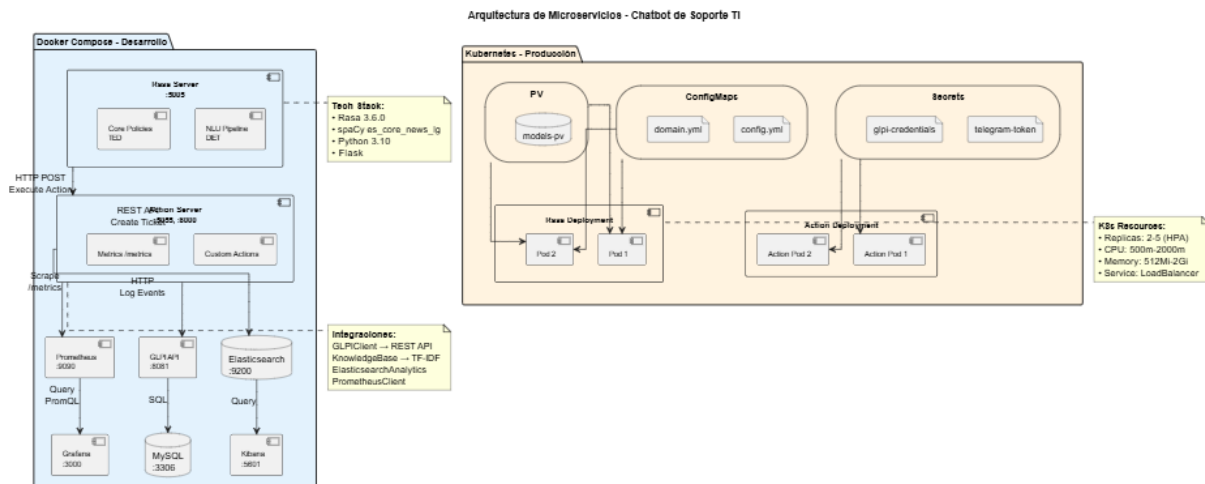 Arquitectura de Microservicios - Chatbot de Soporte TI
Docker Compose - Desarrollo
Rasa Server
:5005
Core Policies
TED
NLU Pipeline
DIET
HTTP POST
Execute Action
REST API
Create Ticket
Action Server
:5055, :8000
Metrics /metrics
Custom Actions
Scrape
/metrics
HTTP
Log Events
Prometheus
:9090
GLPI API
:8081
Elasticsearch
:9200
Query
PromQL
SQL
Query
Grafana
:3000
MySQL
:3306
Kibana
:5601
Tech Stack:
• Rasa 3.6.0
• spaCy es_core_news_lg
• Python 3.10
• Flask
Integraciones:
GLPIClient → REST API
KnowledgeBase → TF-IDF
ElasticsearchAnalytics
PrometheusClient
Kubernetes - Producción
PV
models-pv
ConfigMaps
domain.yml
config.yml
Secrets
glpi-credentials
telegram-token
Rasa Deployment
Pod 2
Pod 1
Action Deployment
Action Pod 2
Action Pod 1
K8s Resources:
• Replicas: 2-5 (HPA)
• CPU: 500m-2000m
• Memory: 512Mi-2Gi
• Service: LoadBalancer